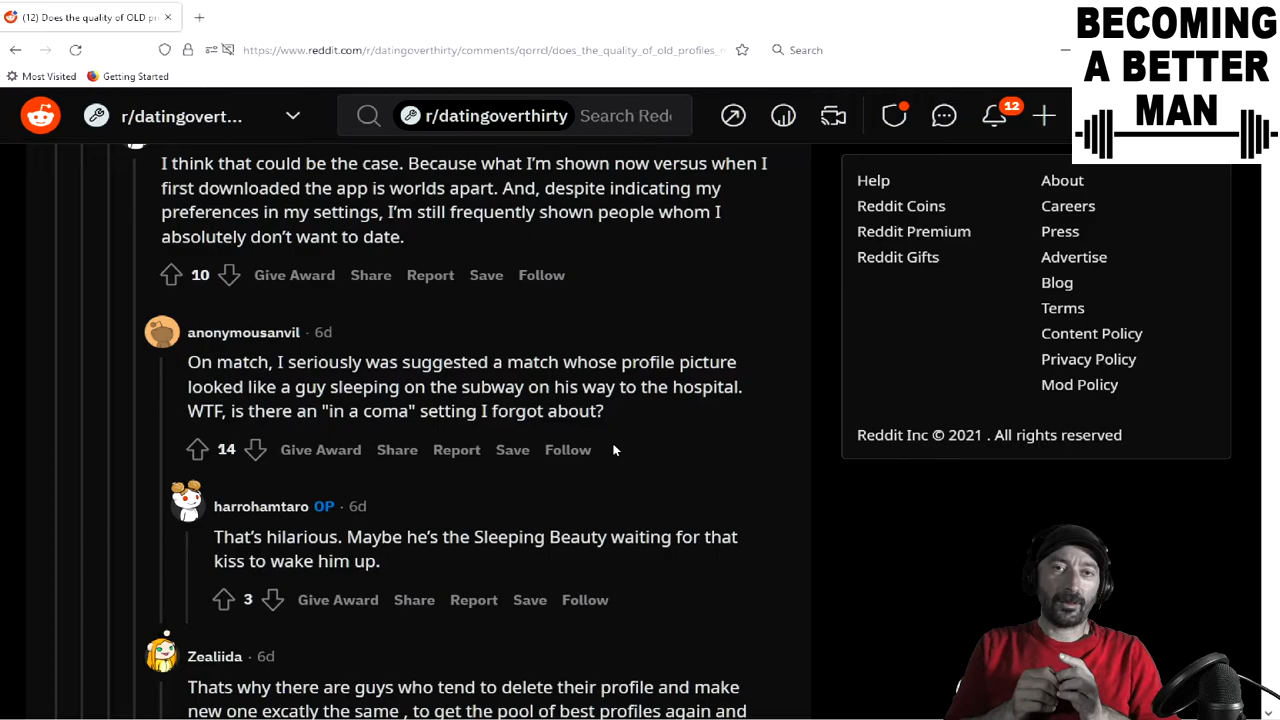 (12) Does the quality of OLD pr
https://www.reddit.com/r/datingoverthirty/comments/qorrcl/does_the_quality_of_old_profiles_m
Search
Most Visited
Getting Started
BECOMING
A BETTER
MAN
r/datingovert...
r/datingoverthirty
Search Red
12
I think that could be the case. Because what I'm shown now versus when I
first downloaded the app is worlds apart. And, despite indicating my
preferences in my settings, I'm still frequently shown people whom I
absolutely don't want to date.
10 Give Award Share Report Save Follow
anonymousanvil · 6d
On match, I seriously was suggested a match whose profile picture
looked like a guy sleeping on the subway on his way to the hospital.
WTF, is there an "in a coma" setting I forgot about?
14 Give Award Share Report Save Follow
harrohamtaro OP · 6d
That's hilarious. Maybe he's the Sleeping Beauty waiting for that
kiss to wake him up.
3 Give Award Share Report Save Follow
Zealiida · 6d
Thats why there are guys who tend to delete their profile and make
new one excatly the same , to get the pool of best profiles again and
Help
About
Reddit Coins
Careers
Reddit Premium
Press
Reddit Gifts
Advertise
Blog
Terms
Content Policy
Privacy Policy
Mod Policy
Reddit Inc © 2021 . All rights reserved